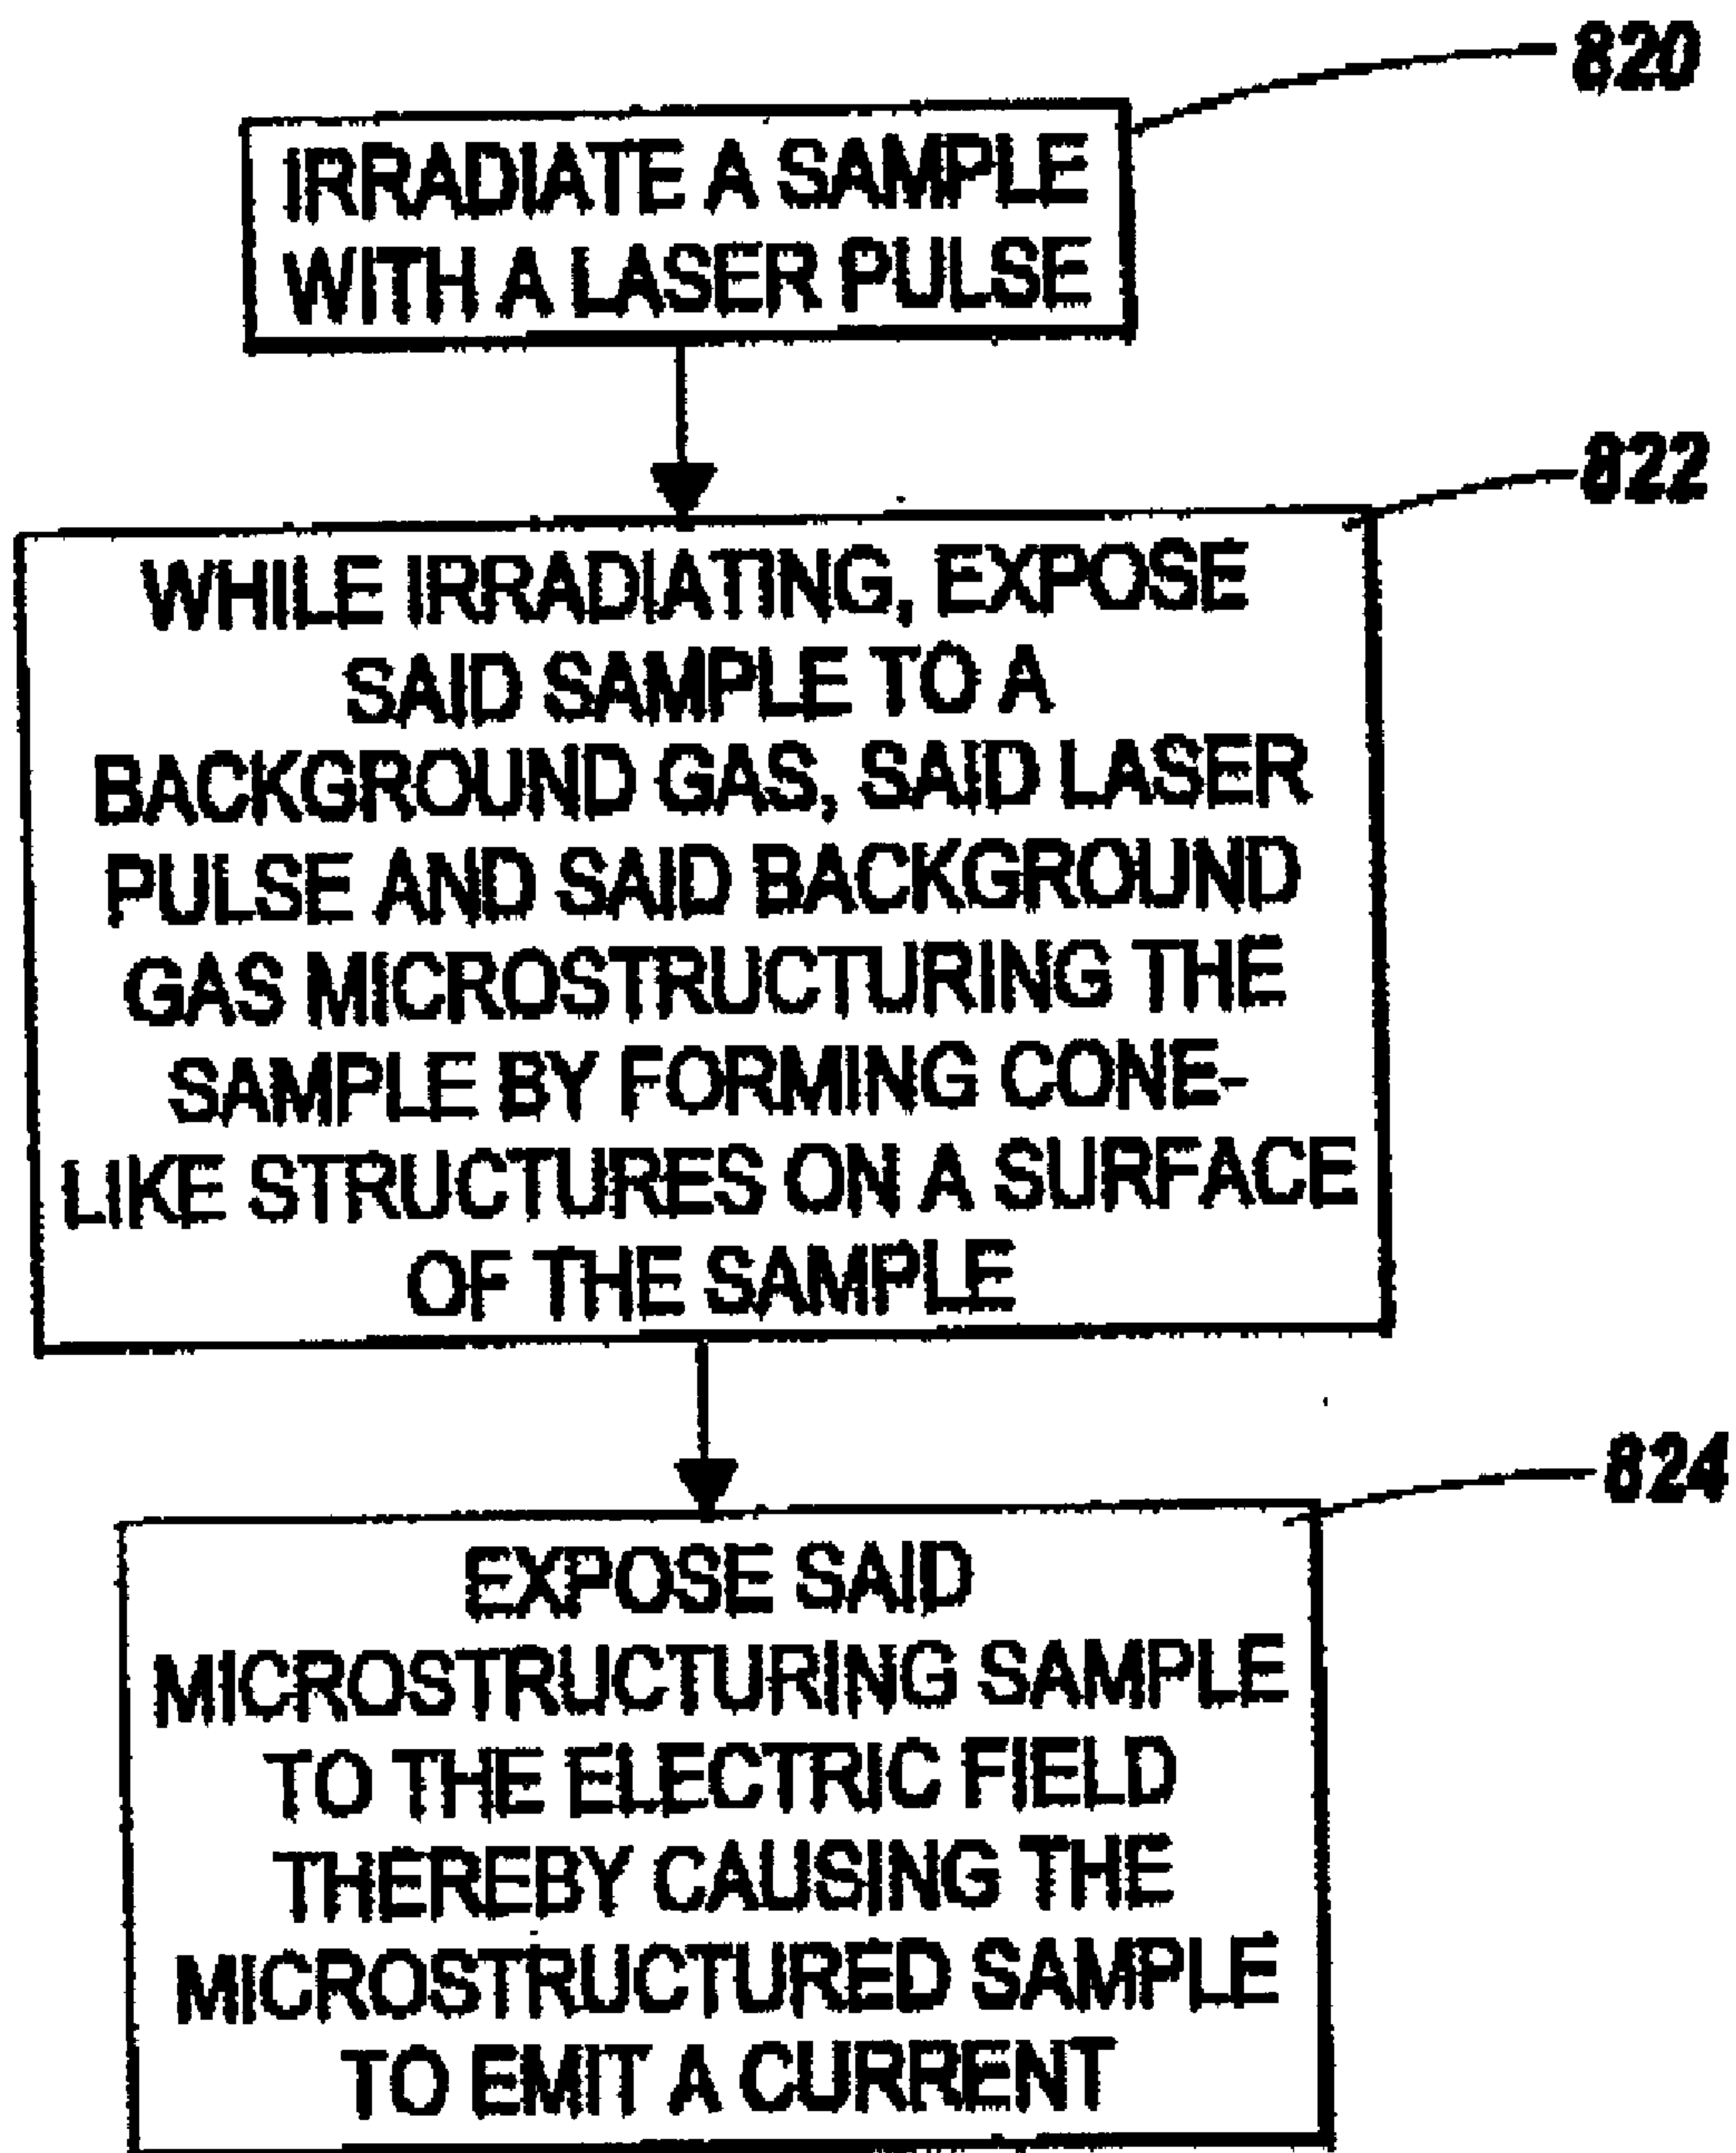 820
IRRADIATE A SAMPLE
WITH A LASER PULSE
822
WHILE IRRADIATING, EXPOSE
SAID SAMPLE TO A
BACKGROUND GAS, SAID LASER
PULSE AND SAID BACKGROUND
GAS MICROSTRUCTURING THE
SAMPLE BY FORMING CONE-
LIKE STRUCTURES ON A SURFACE
OF THE SAMPLE
824
EXPOSE SAID
MICROSTRUCTURING SAMPLE
TO THE ELECTRIC FIELD
THEREBY CAUSING THE
MICROSTRUCTURED SAMPLE
TO EMIT A CURRENT